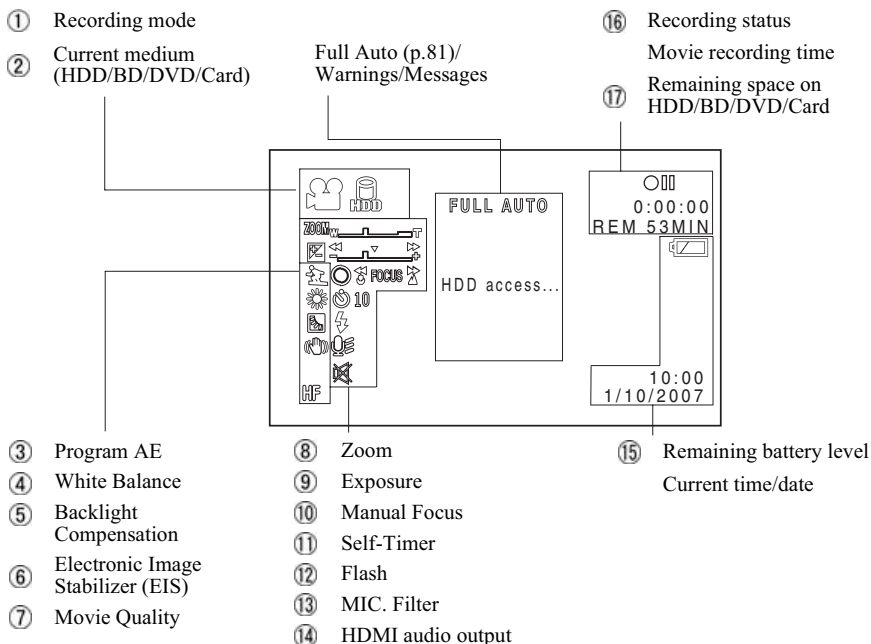 ① Recording mode
② Current medium
(HDD/BD/DVD/Card)
Full Auto (p.81)/
Warnings/Messages
⑯ Recording status
Movie recording time
⑰ Remaining space on
HDD/BD/DVD/Card
HDD
FULL AUTO
0:00:00
REM 53MIN
ZOOM W T
- +
FOCUS
HDD access...
10
HF
10:00
1/10/2007
③ Program AE
④ White Balance
⑤ Backlight
Compensation
⑥ Electronic Image
Stabilizer (EIS)
⑦ Movie Quality
⑧ Zoom
⑨ Exposure
⑩ Manual Focus
⑪ Self-Timer
⑫ Flash
⑬ MIC. Filter
⑭ HDMI audio output
⑮ Remaining battery level
Current time/date